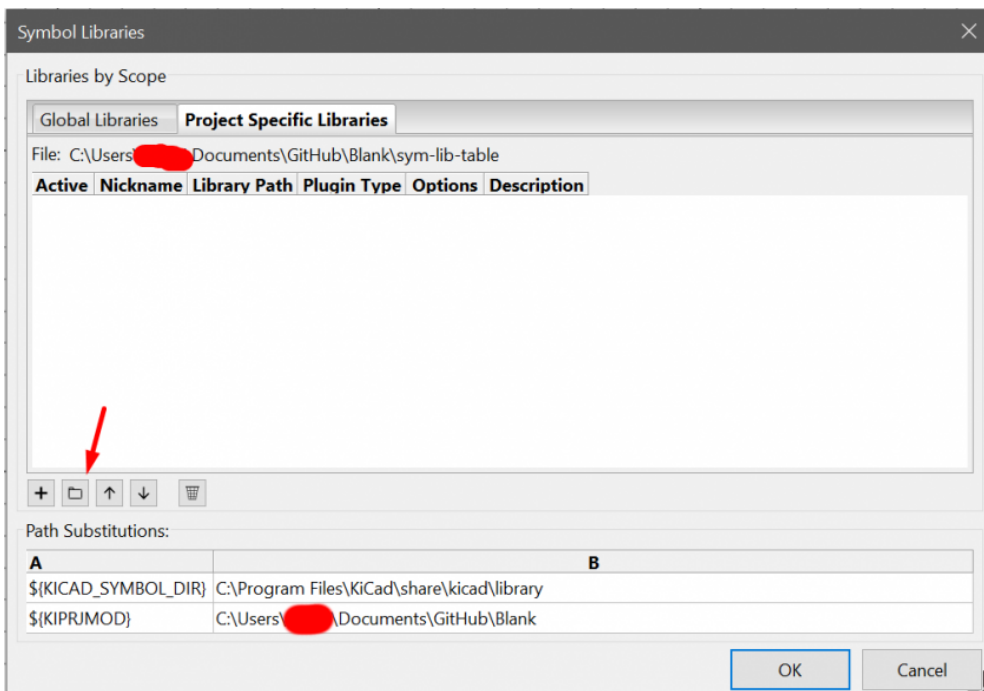 Symbol Libraries
Libraries by Scope
Global Libraries Project Specific Libraries
File: C:\Users\ Documents\GitHub\Blank\sym-lib-table
Active Nickname Library Path Plugin Type Options Description
Path Substitutions:
A B
${KICAD_SYMBOL_DIR} C:\Program Files\KiCad\share\kicad\library
${KIPRJMOD} C:\Users\ \Documents\GitHub\Blank
OK Cancel